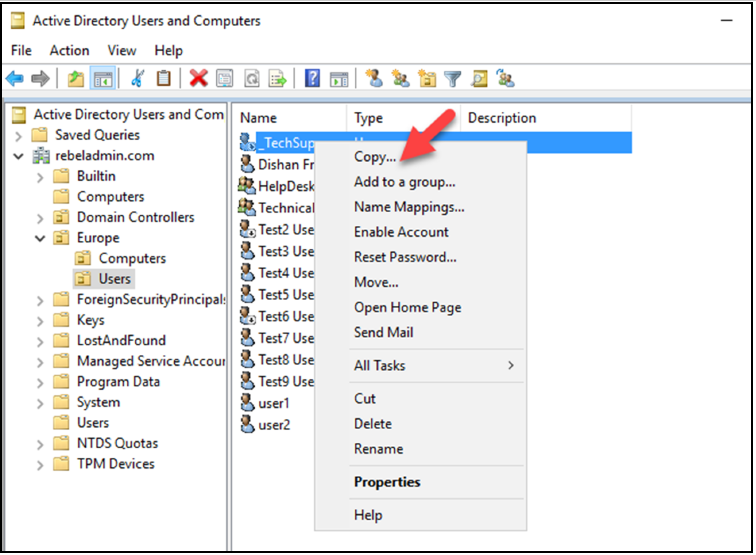 Active Directory Users and Computers
File Action View Help
Active Directory Users and Com
Saved Queries
rebeladmin.com
Builtin
Computers
Domain Controllers
Europe
Computers
Users
ForeignSecurityPrincipals
Keys
LostAndFound
Managed Service Accour
Program Data
System
Users
NTDS Quotas
TPM Devices
Name Type Description
_TechSup
Dishan Fr
HelpDesk
Technical
Test2 Use
Test3 Use
Test4 Use
Test5 Use
Test6 Use
Test7 Use
Test8 Use
Test9 Use
user1
user2
Copy...
Add to a group...
Name Mappings...
Enable Account
Reset Password...
Move...
Open Home Page
Send Mail
All Tasks
Cut
Delete
Rename
Properties
Help